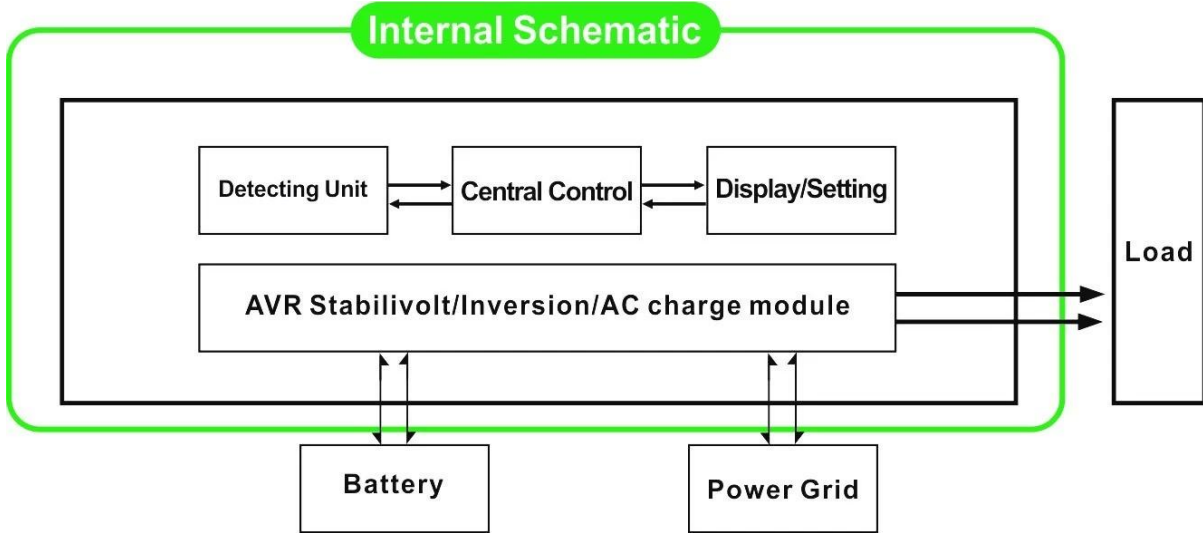 Internal Schematic
Detecting Unit
Central Control
Display/Setting
Load
AVR Stabilivolt/Inversion/AC charge module
Battery
Power Grid